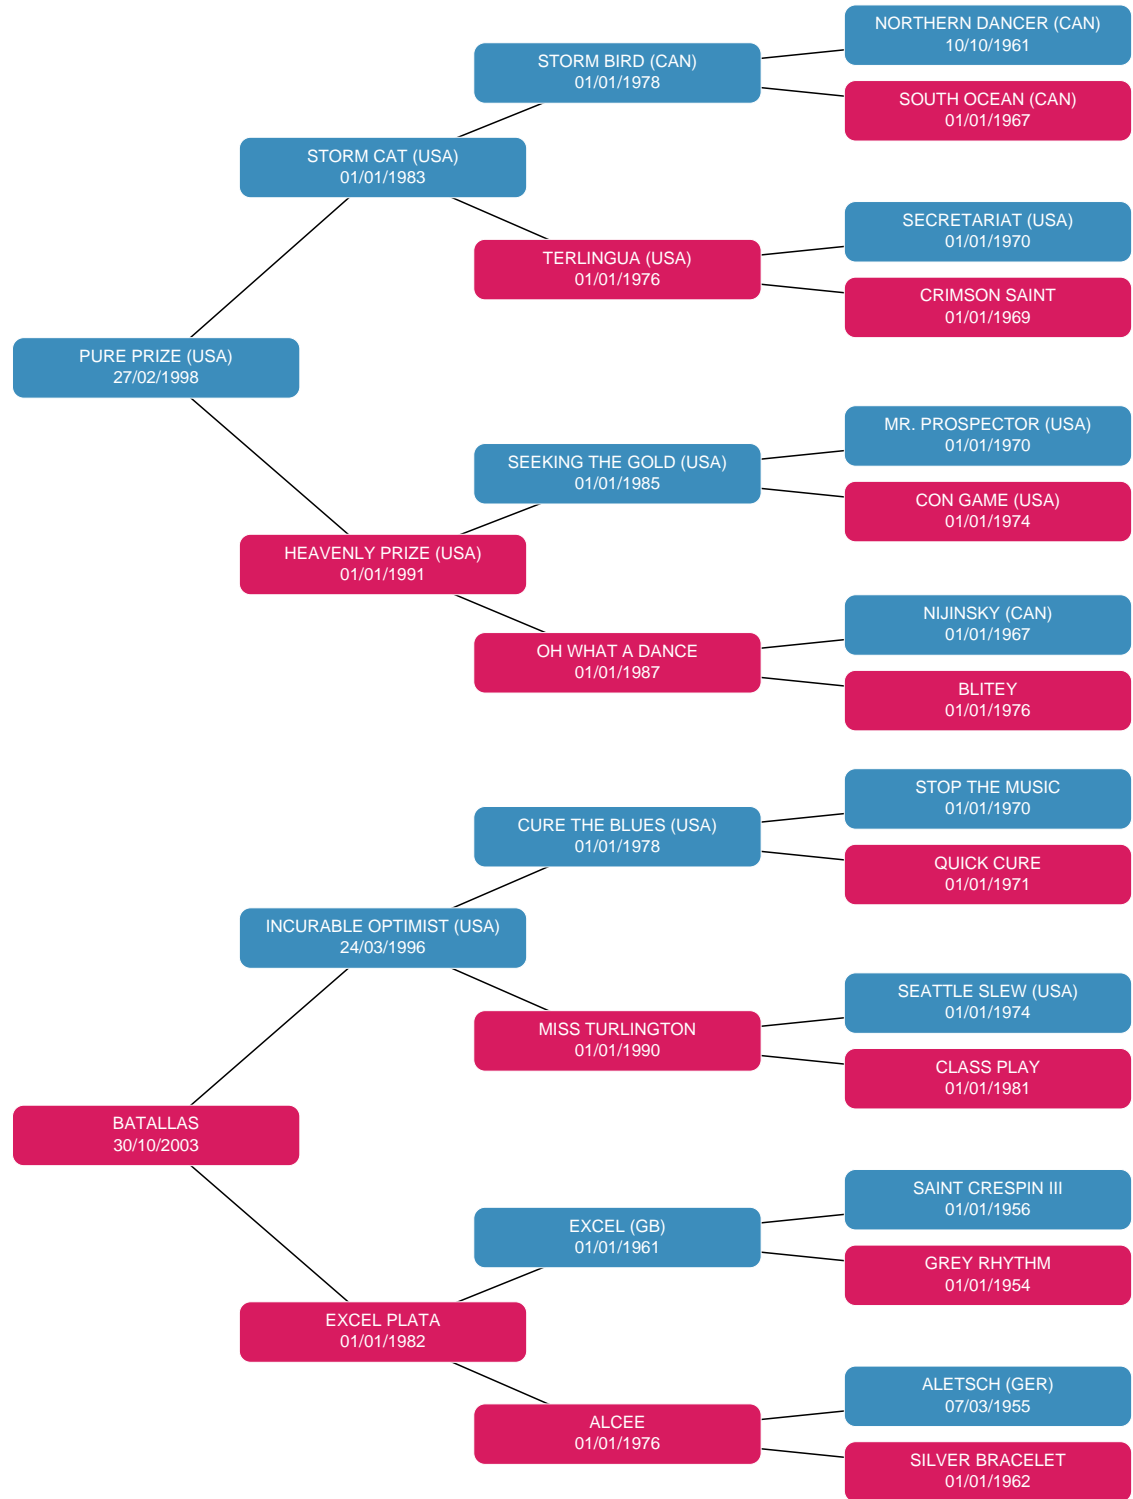 NORTHERN DANCER (CAN)
10/10/1961
STORM BIRD (CAN)
01/01/1978
SOUTH OCEAN (CAN)
01/01/1967
STORM CAT (USA)
01/01/1983
SECRETARIAT (USA)
01/01/1970
TERLINGUA (USA)
01/01/1976
CRIMSON SAINT
01/01/1969
PURE PRIZE (USA)
27/02/1998
MR. PROSPECTOR (USA)
01/01/1970
SEEKING THE GOLD (USA)
01/01/1985
CON GAME (USA)
01/01/1974
HEAVENLY PRIZE (USA)
01/01/1991
NIJINSKY (CAN)
01/01/1967
OH WHAT A DANCE
01/01/1987
BLITEY
01/01/1976
STOP THE MUSIC
01/01/1970
CURE THE BLUES (USA)
01/01/1978
QUICK CURE
01/01/1971
INCURABLE OPTIMIST (USA)
24/03/1996
SEATTLE SLEW (USA)
01/01/1974
MISS TURLINGTON
01/01/1990
CLASS PLAY
01/01/1981
BATALLAS
30/10/2003
SAINT CRESPIN III
01/01/1956
EXCEL (GB)
01/01/1961
GREY RHYTHM
01/01/1954
EXCEL PLATA
01/01/1982
ALETSCH (GER)
07/03/1955
ALCEE
01/01/1976
SILVER BRACELET
01/01/1962